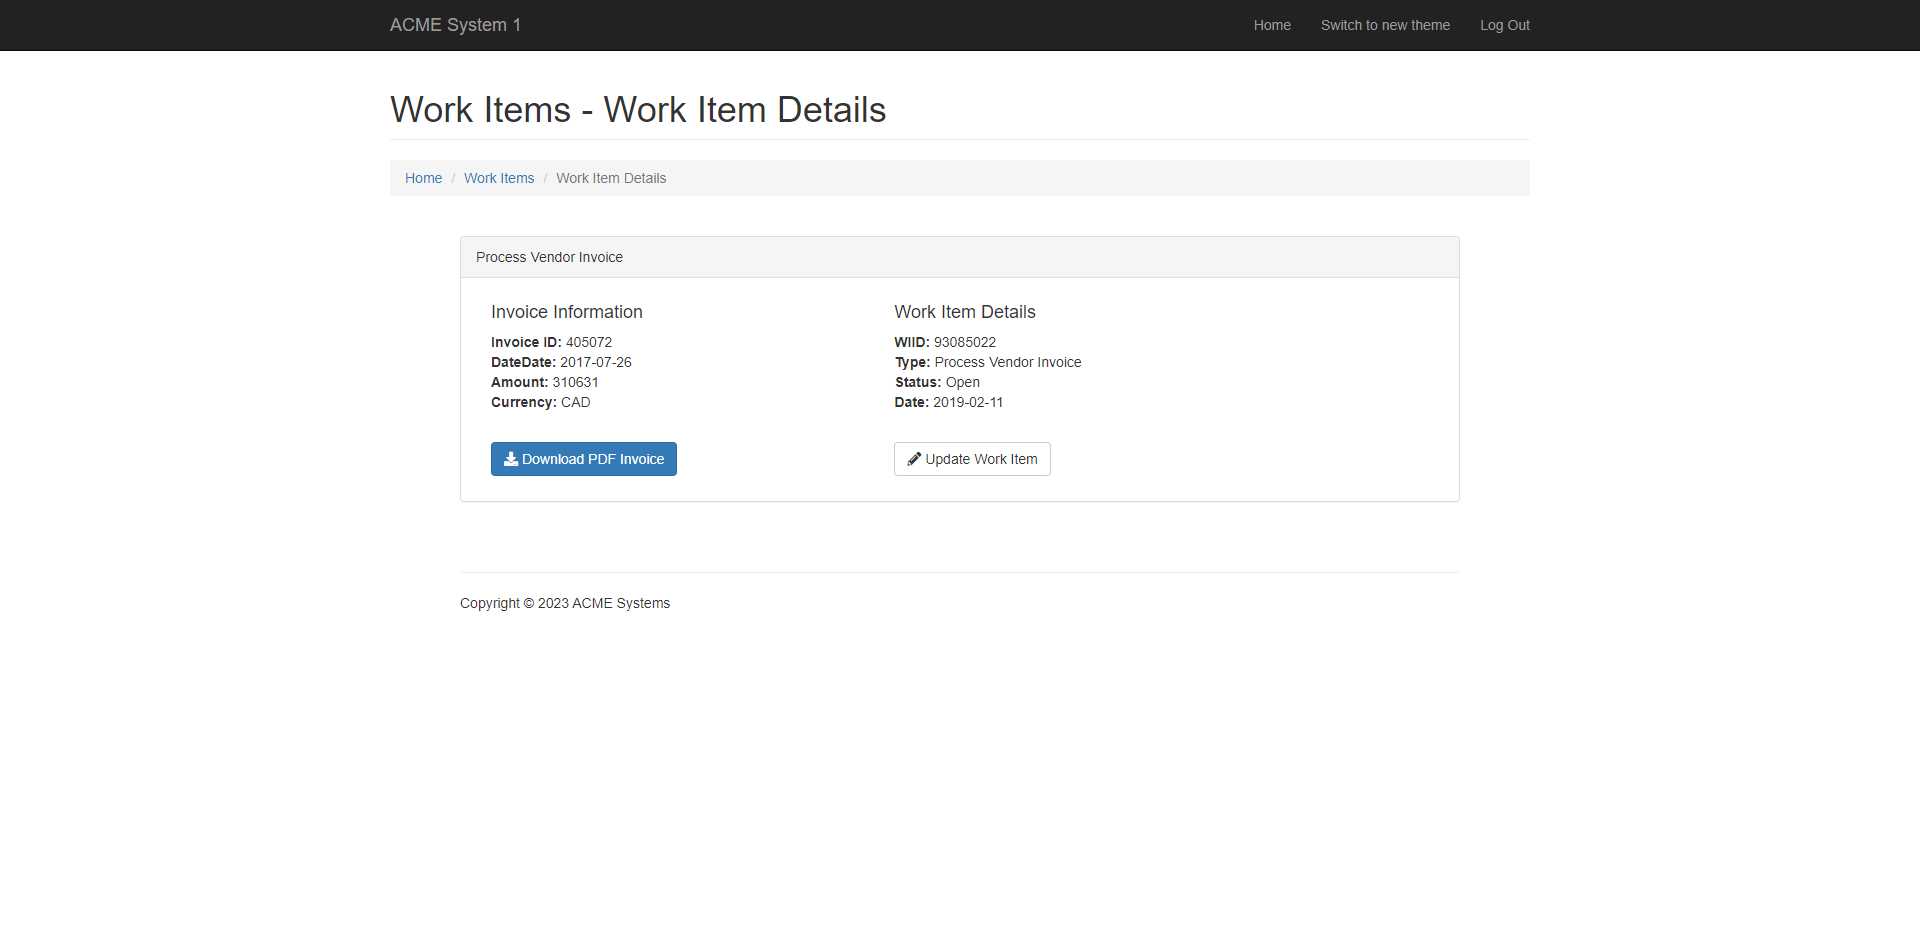 ACME System 1
Home
Switch to new theme
Log Out
Work Items - Work Item Details
Home / Work Items / Work Item Details
Process Vendor Invoice
Invoice Information
Invoice ID: 405072
DateDate: 2017-07-26
Amount: 310631
Currency: CAD
Download PDF Invoice
Work Item Details
WIID: 93085022
Type: Process Vendor Invoice
Status: Open
Date: 2019-02-11
Update Work Item
Copyright © 2023 ACME Systems